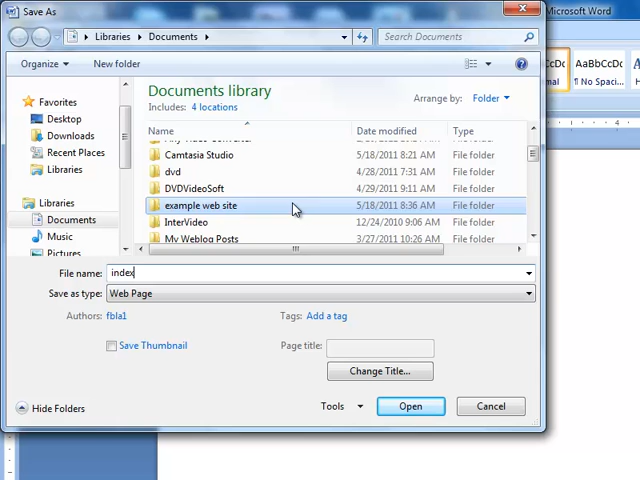 Save As
Microsoft Word
Libraries
Documents
Search Documents
Organize
New folder
Documents library
Includes: 4 locations
Arrange by: Folder
Name
Date modified
Type
Favorites
Desktop
Downloads
Recent Places
Libraries
Libraries
Documents
Music
Pictures
Camtasia Studio 5/18/2011 8:21 AM File folder
dvd 4/28/2011 7:31 AM File folder
DVDVideoSoft 4/29/2011 9:11 AM File folder
example web site 5/18/2011 8:36 AM File folder
InterVideo 12/24/2010 9:06 AM File folder
My Weblog Posts 3/27/2011 10:26 AM File folder
File name: index
Save as type: Web Page
Authors: fbla1
Tags: Add a tag
Save Thumbnail
Page title:
Change Title...
Hide Folders
Tools
Open
Cancel
AaBbCcDc
¶ No Spaci...
4